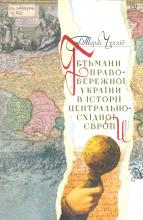 Тарас Чухліб
ГЕТЬМАНИ
ПРАВО-
БЕРЕЖНОЇ
УКРАЇНИ
В ІСТОРІЇ
ЦЕНТРАЛЬНО-
СХІДНОЇ
ЄВРОПИ